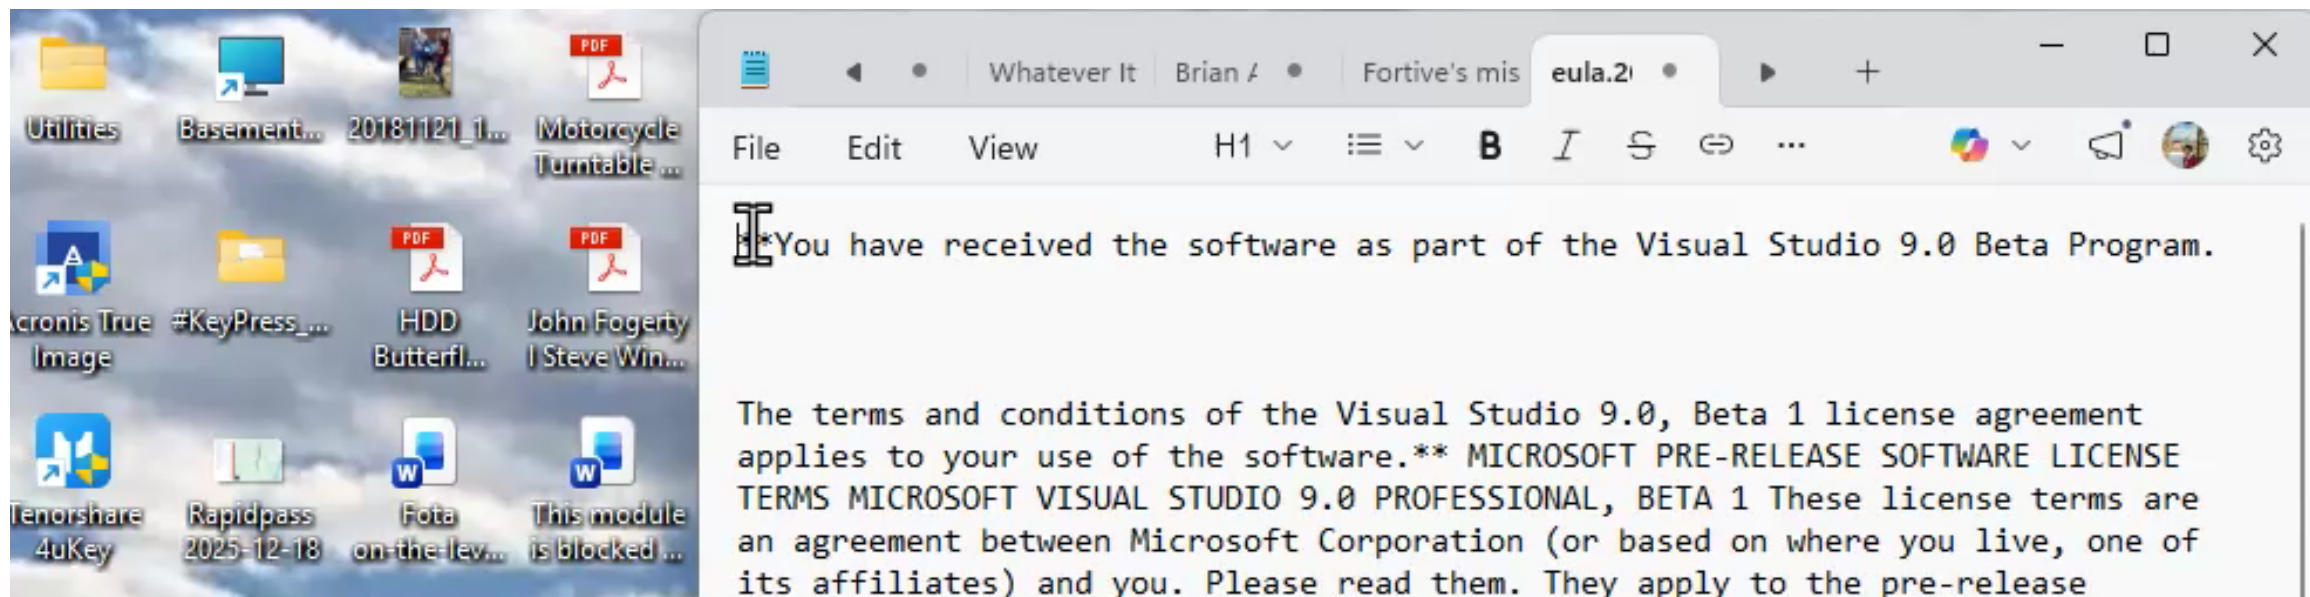 Utilities
Basement...
20181121_1...
PDF
Motorcycle
Turntable ...
Acronis True
Image
#KeyPress_...
PDF
HDD
Butterfl...
PDF
John Fogerty
| Steve Win...
Tenorshare
4uKey
Rapidpass
2025-12-18
W
Fota
on-the-lev...
W
This module
is blocked ...
Whatever It
Brian A
Fortive's mis
eula.20
File Edit View H1 B I S
**You have received the software as part of the Visual Studio 9.0 Beta Program.
The terms and conditions of the Visual Studio 9.0, Beta 1 license agreement
applies to your use of the software.** MICROSOFT PRE-RELEASE SOFTWARE LICENSE
TERMS MICROSOFT VISUAL STUDIO 9.0 PROFESSIONAL, BETA 1 These license terms are
an agreement between Microsoft Corporation (or based on where you live, one of
its affiliates) and you. Please read them. They apply to the pre-release